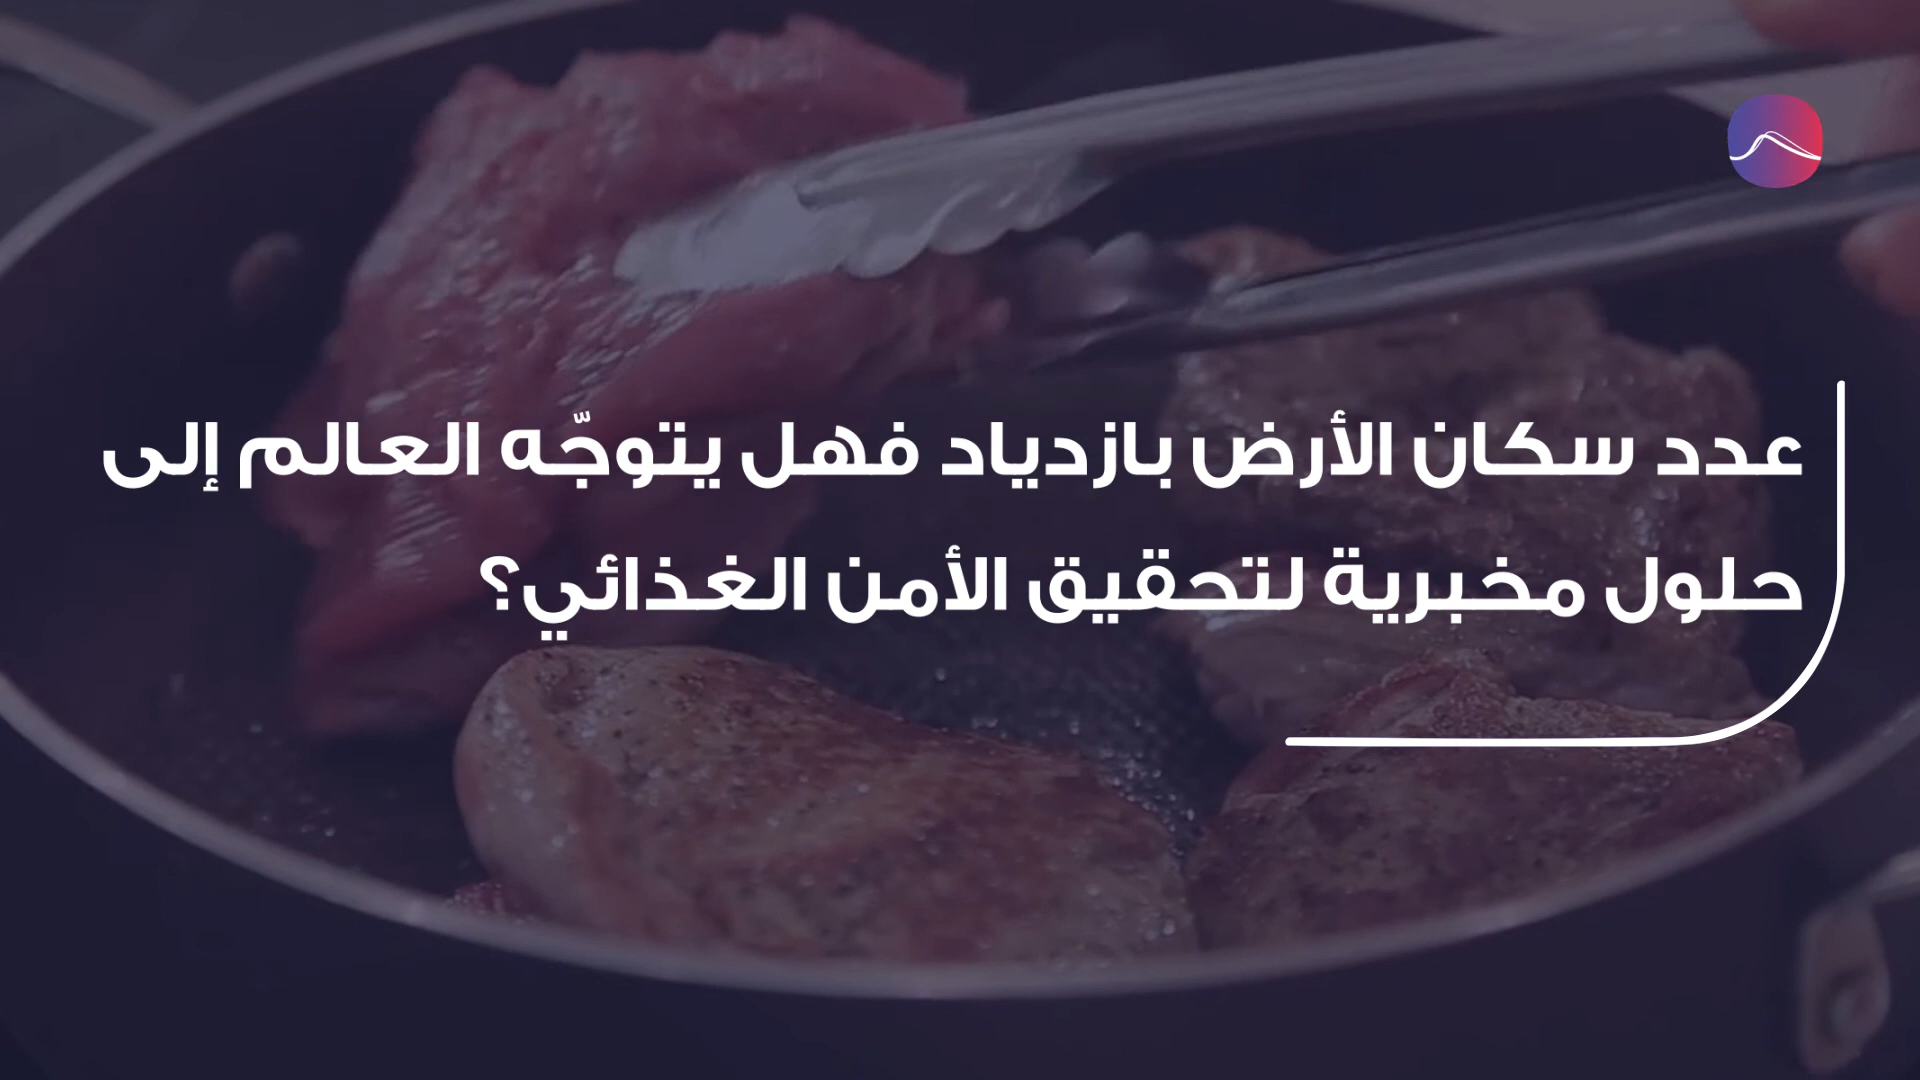 عدد سكان الأرض بازدياد فهل يتوجّه العالم إلى
حلول مخبرية لتحقيق الأمن الغذائي؟